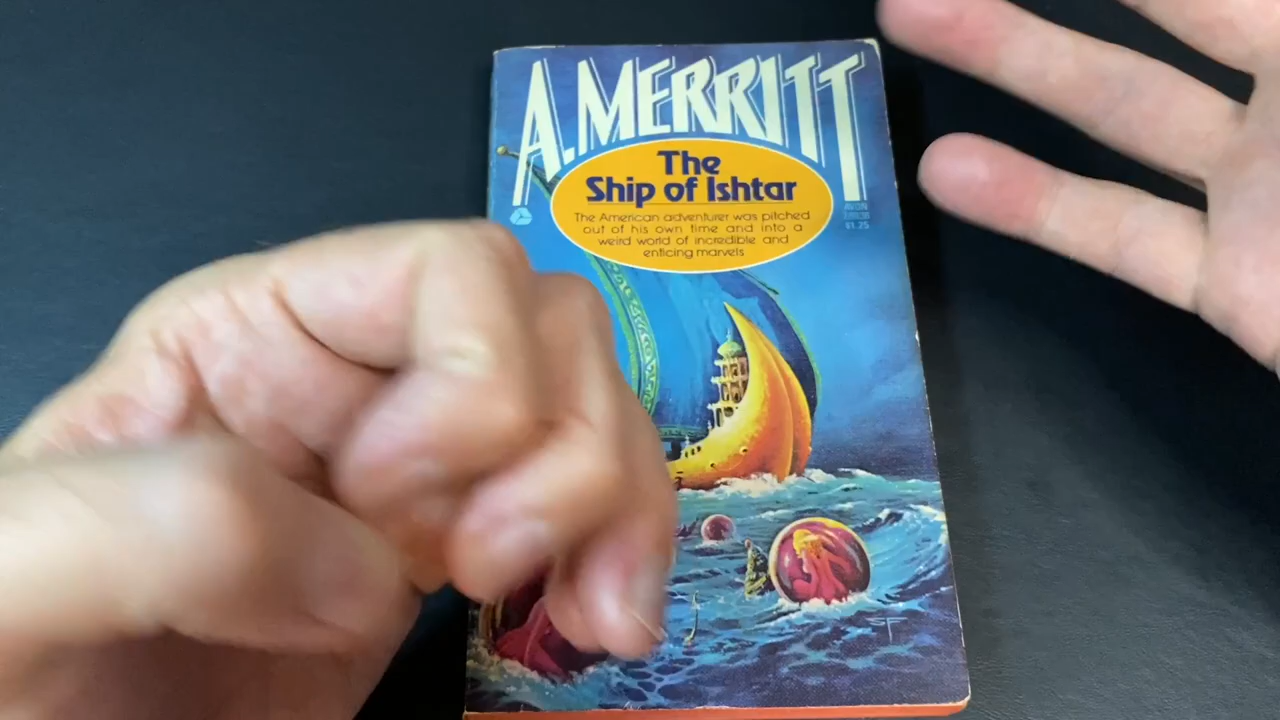 A. MERRITT
The
Ship of Ishtar
The American adventurer was pitched
out of his own time and into a
weird world of incredible and
enticing marvels
AVON
$1.25
SF